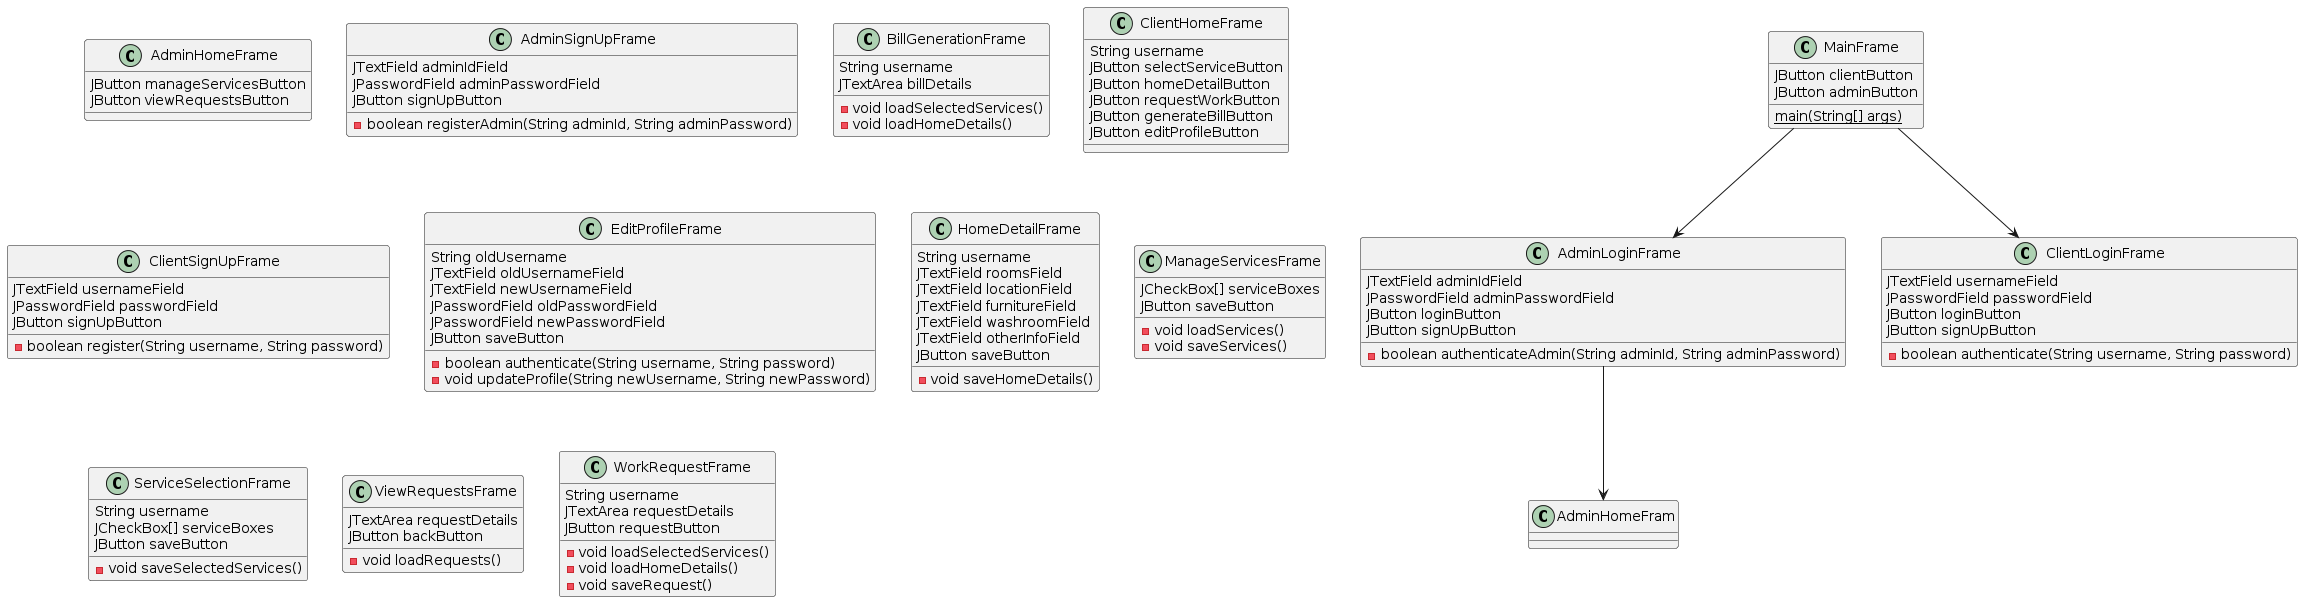 C AdminHomeFrame
JButton manageServicesButton
JButton viewRequestsButton
C AdminSignUpFrame
JTextField adminIdField
JPasswordField adminPasswordField
JButton signUpButton
boolean registerAdmin(String adminId, String adminPassword)
C BillGenerationFrame
String username
JTextArea billDetails
void loadSelectedServices()
void loadHomeDetails()
C ClientHomeFrame
String username
JButton selectServiceButton
JButton homeDetailButton
JButton requestWorkButton
JButton generateBillButton
JButton editProfileButton
C MainFrame
JButton clientButton
JButton adminButton
main(String[] args)
C ClientSignUpFrame
JTextField usernameField
JPasswordField passwordField
JButton signUpButton
boolean register(String username, String password)
C EditProfileFrame
String oldUsername
JTextField oldUsernameField
JTextField newUsernameField
JPasswordField oldPasswordField
JPasswordField newPasswordField
JButton saveButton
boolean authenticate(String username, String password)
void updateProfile(String newUsername, String newPassword)
C HomeDetailFrame
String username
JTextField roomsField
JTextField locationField
JTextField furnitureField
JTextField washroomField
JTextField otherInfoField
JButton saveButton
void saveHomeDetails()
C ManageServicesFrame
JCheckBox[] serviceBoxes
JButton saveButton
void loadServices()
void saveServices()
C AdminLoginFrame
JTextField adminIdField
JPasswordField adminPasswordField
JButton loginButton
JButton signUpButton
boolean authenticateAdmin(String adminId, String adminPassword)
C ClientLoginFrame
JTextField usernameField
JPasswordField passwordField
JButton loginButton
JButton signUpButton
boolean authenticate(String username, String password)
C ServiceSelectionFrame
String username
JCheckBox[] serviceBoxes
JButton saveButton
void saveSelectedServices()
C ViewRequestsFrame
JTextArea requestDetails
JButton backButton
void loadRequests()
C WorkRequestFrame
String username
JTextArea requestDetails
JButton requestButton
void loadSelectedServices()
void loadHomeDetails()
void saveRequest()
C AdminHomeFram